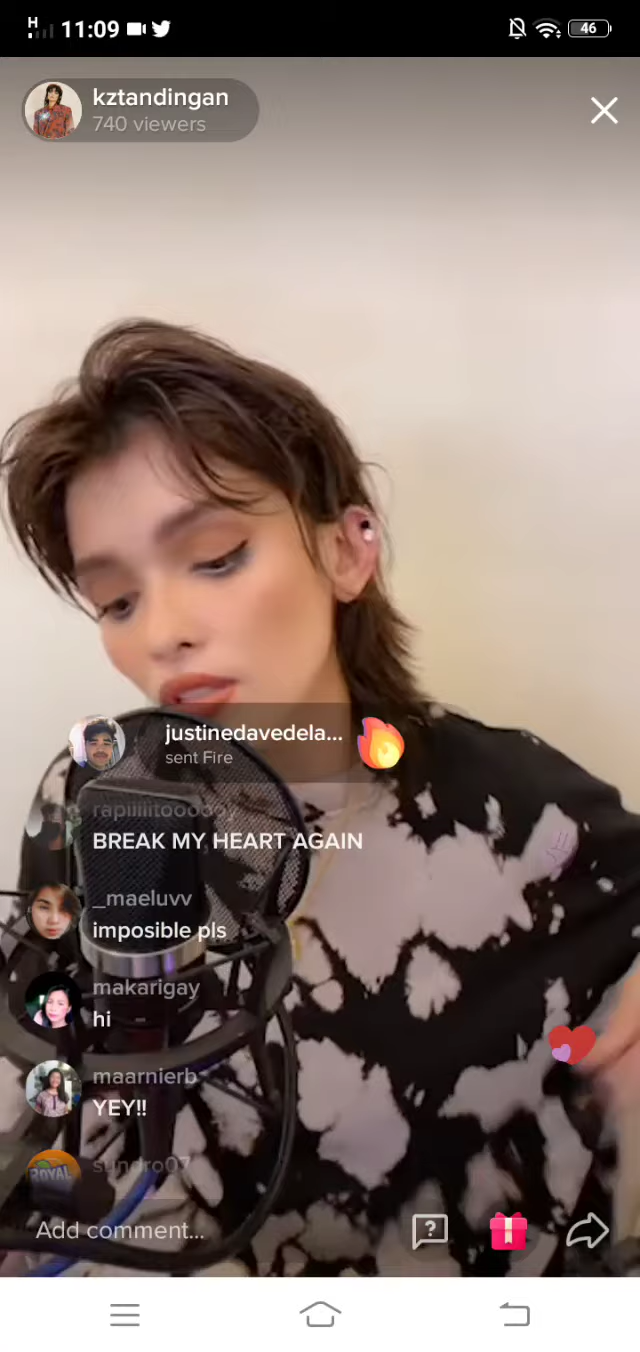 H 11:09 46
kztandingan
740 viewers
justinedavedela...
sent Fire
BREAK MY HEART AGAIN
_maeluvv
imposible pls
makarigay
hi
maarnierb
YEY!!
ROYAL
Add comment...